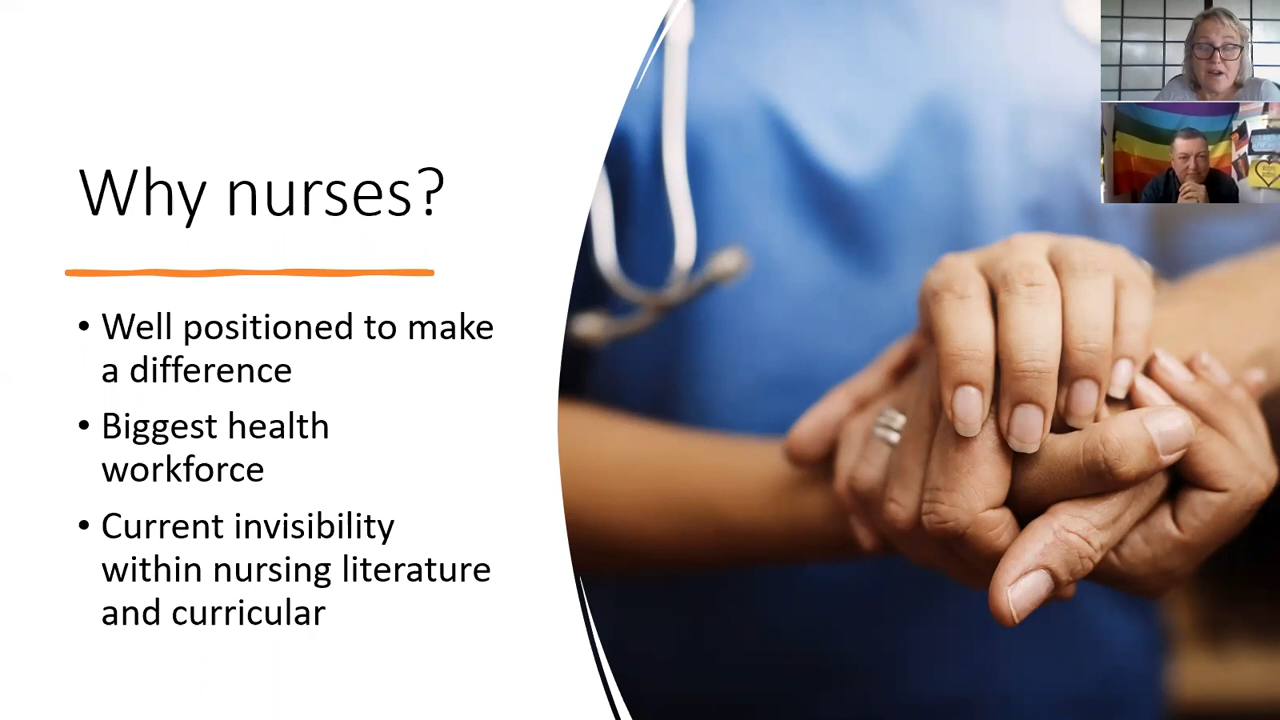 Why nurses?
• Well positioned to make
a difference
• Biggest health
workforce
• Current invisibility
within nursing literature
and curricular